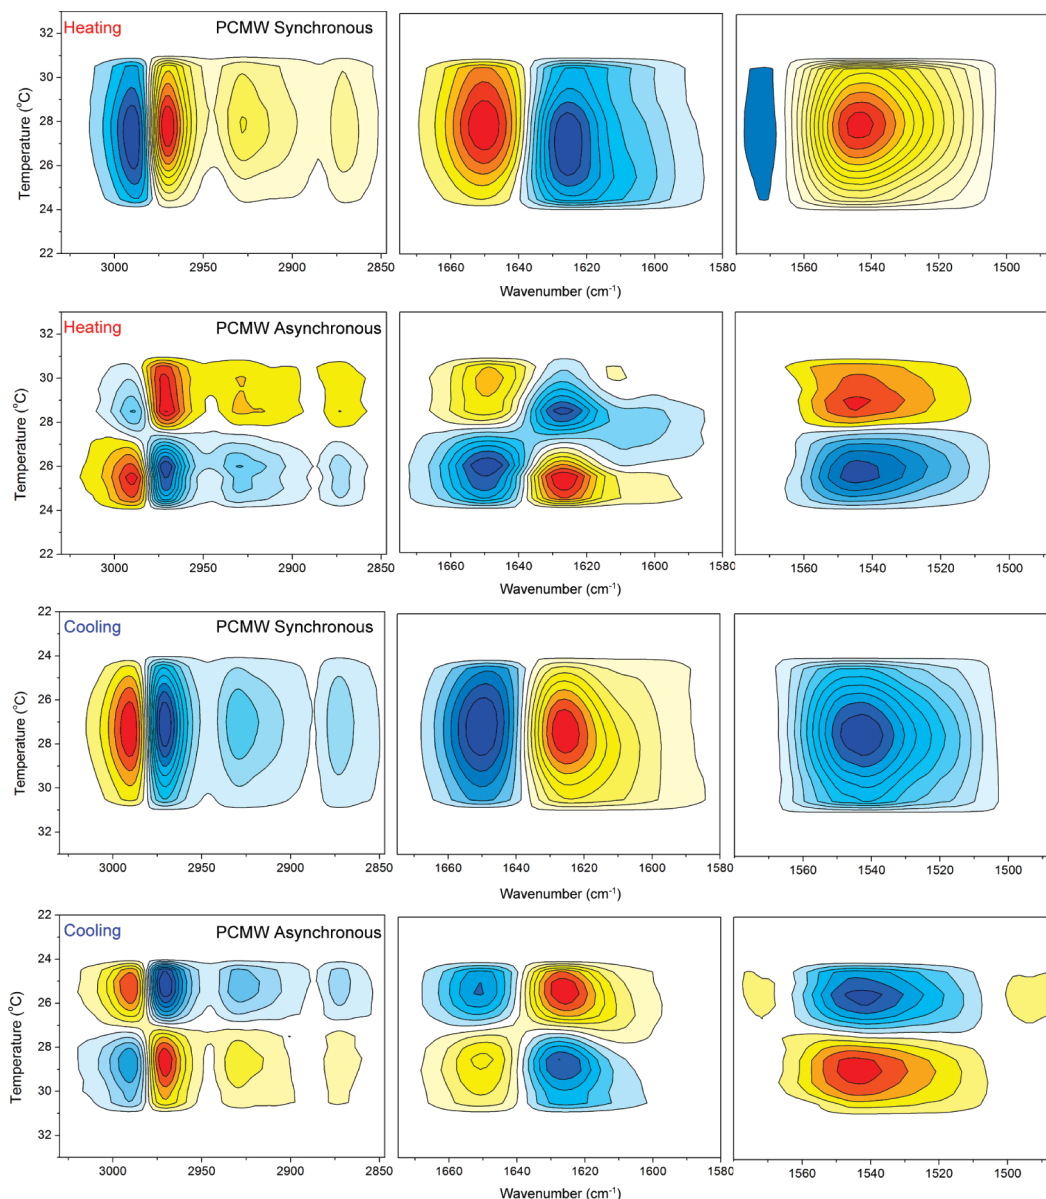 Heating PCMW Synchronous
Temperature (°C)
32
30
28
26
24
22
3000 2950 2900 2850
1660 1640 1620 1600 1580
1560 1540 1520 1500
Wavenumber (cm⁻¹)
Heating PCMW Asynchronous
Temperature (°C)
32
30
28
26
24
22
3000 2950 2900 2850
1660 1640 1620 1600 1580
1560 1540 1520 1500
Wavenumber (cm⁻¹)
Cooling PCMW Synchronous
Temperature (°C)
22
24
26
28
30
32
3000 2950 2900 2850
1660 1640 1620 1600 1580
1560 1540 1520 1500
Wavenumber (cm⁻¹)
Cooling PCMW Asynchronous
Temperature (°C)
22
24
26
28
30
32
3000 2950 2900 2850
1660 1640 1620 1600 1580
1560 1540 1520 1500
Wavenumber (cm⁻¹)